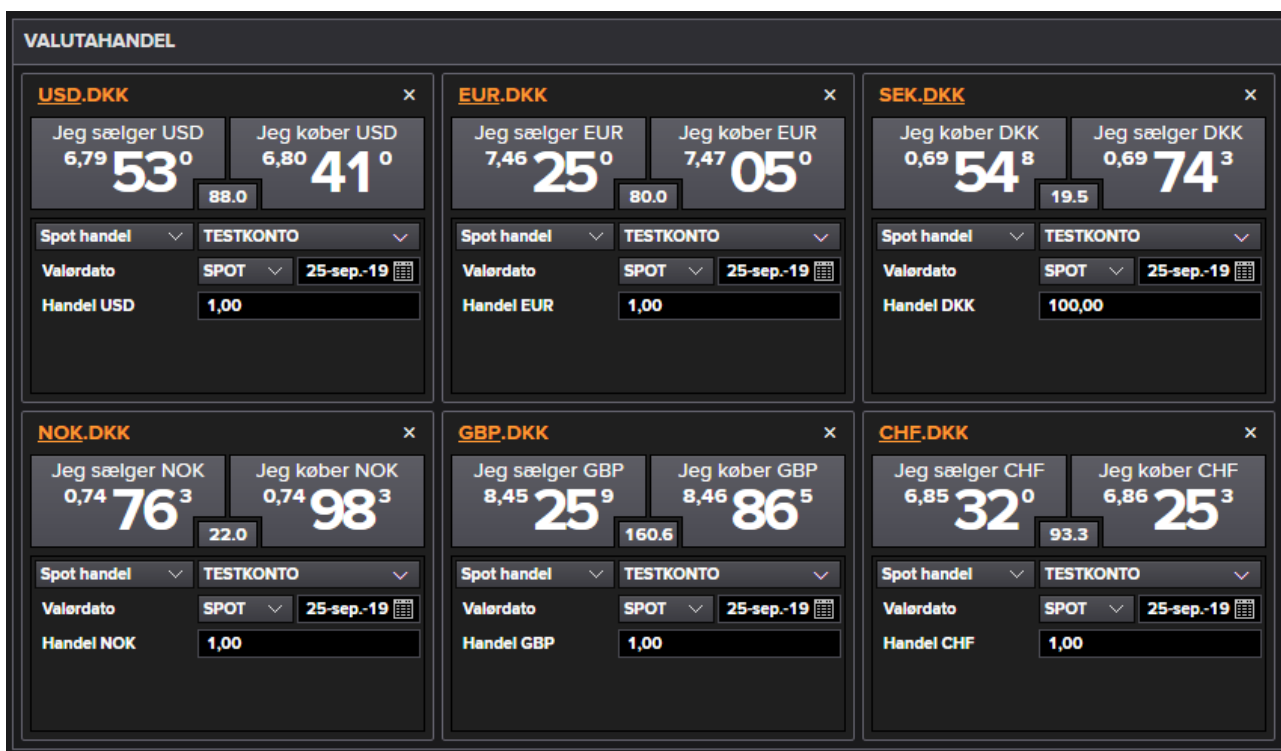 VALUTAHANDEL
USD.DKK ×
Jeg sælger USD Jeg køber USD
6,79 53 0 6,80 41 0
88.0
Spot handel TESTKONTO
Valørdato SPOT 25-sep.-19
Handel USD 1,00
EUR.DKK ×
Jeg sælger EUR Jeg køber EUR
7,46 25 0 7,47 05 0
80.0
Spot handel TESTKONTO
Valørdato SPOT 25-sep.-19
Handel EUR 1,00
SEK.DKK ×
Jeg køber DKK Jeg sælger DKK
0,69 54 8 0,69 74 3
19.5
Spot handel TESTKONTO
Valørdato SPOT 25-sep.-19
Handel DKK 100,00
NOK.DKK ×
Jeg sælger NOK Jeg køber NOK
0,74 76 3 0,74 98 3
22.0
Spot handel TESTKONTO
Valørdato SPOT 25-sep.-19
Handel NOK 1,00
GBP.DKK ×
Jeg sælger GBP Jeg køber GBP
8,45 25 9 8,46 86 5
160.6
Spot handel TESTKONTO
Valørdato SPOT 25-sep.-19
Handel GBP 1,00
CHF.DKK ×
Jeg sælger CHF Jeg køber CHF
6,85 32 0 6,86 25 3
93.3
Spot handel TESTKONTO
Valørdato SPOT 25-sep.-19
Handel CHF 1,00